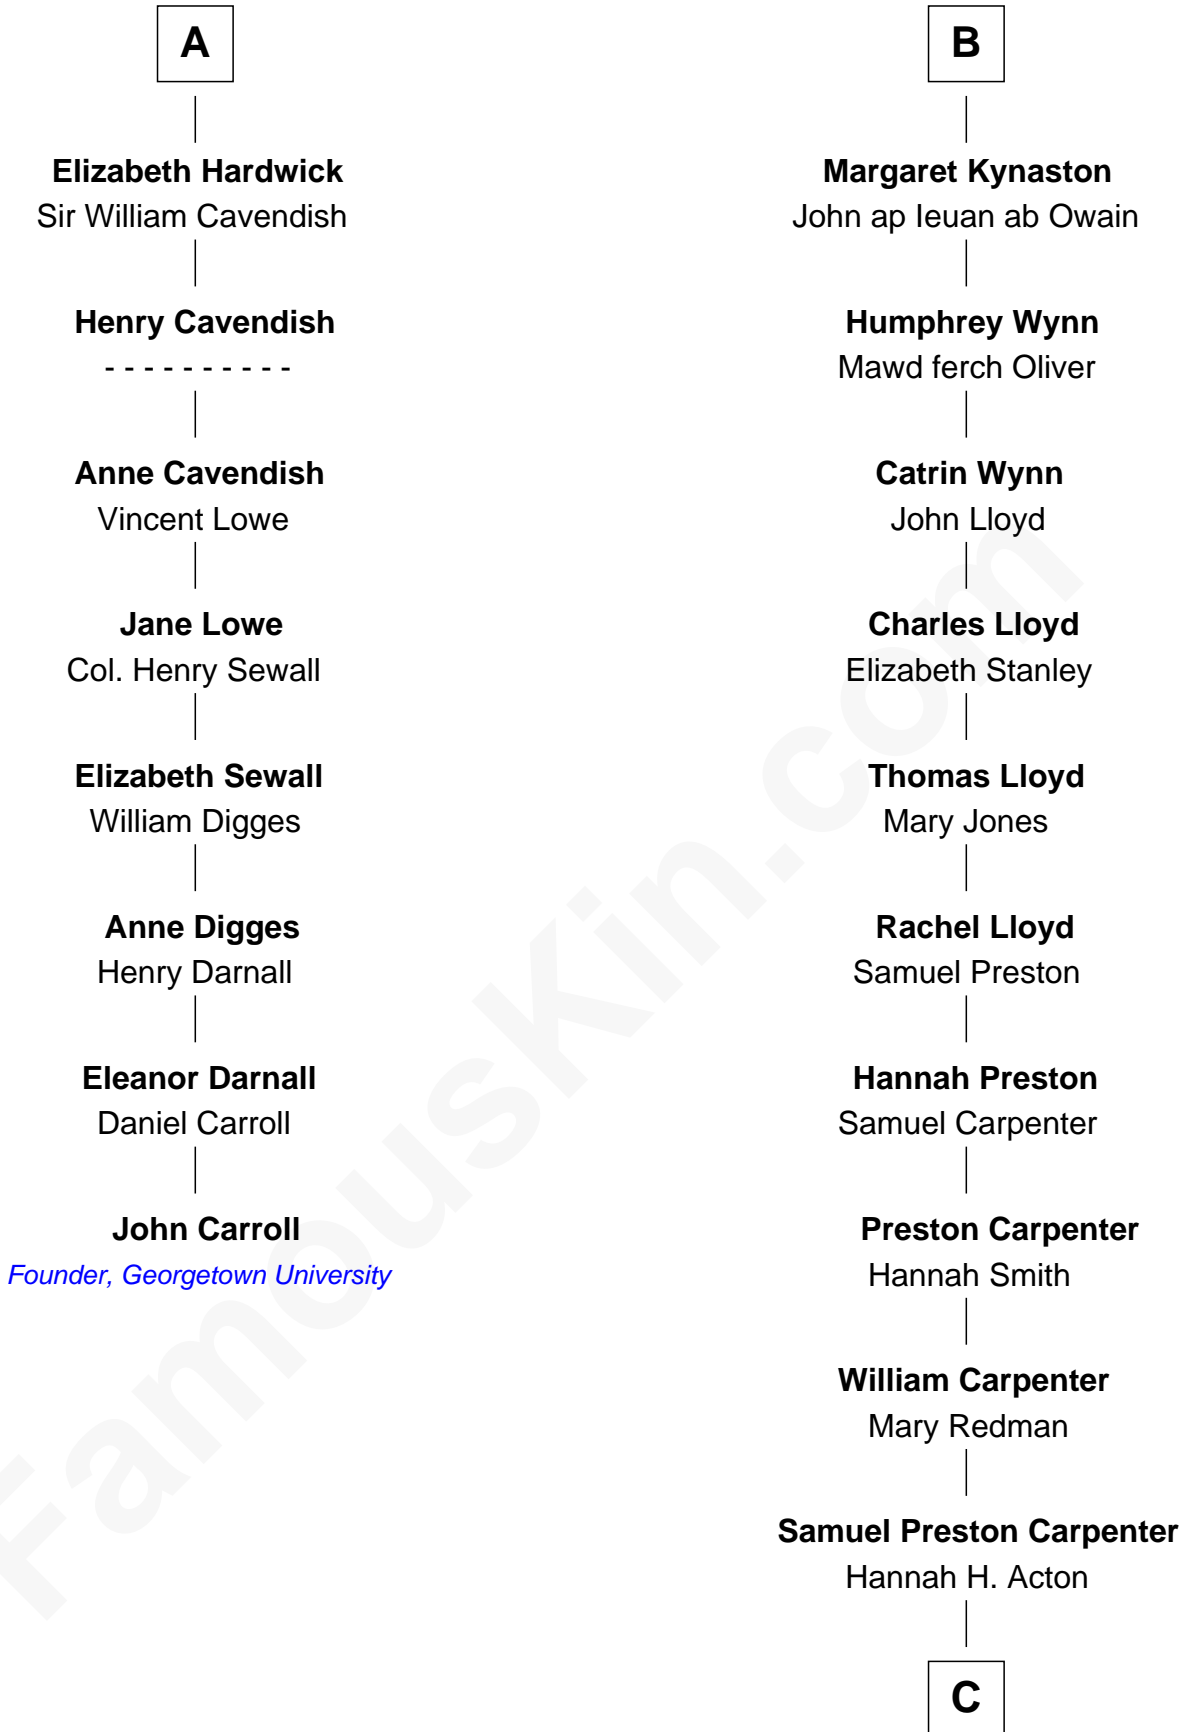 A
Elizabeth Hardwick
Sir William Cavendish
Henry Cavendish
- - - - - - - - - -
Anne Cavendish
Vincent Lowe
Jane Lowe
Col. Henry Sewall
Elizabeth Sewall
William Digges
Anne Digges
Henry Darnall
Eleanor Darnall
Daniel Carroll
John Carroll
Founder, Georgetown University
B
Margaret Kynaston
John ap Ieuan ab Owain
Humphrey Wynn
Mawd ferch Oliver
Catrin Wynn
John Lloyd
Charles Lloyd
Elizabeth Stanley
Thomas Lloyd
Mary Jones
Rachel Lloyd
Samuel Preston
Hannah Preston
Samuel Carpenter
Preston Carpenter
Hannah Smith
William Carpenter
Mary Redman
Samuel Preston Carpenter
Hannah H. Acton
C
FamousKin.com